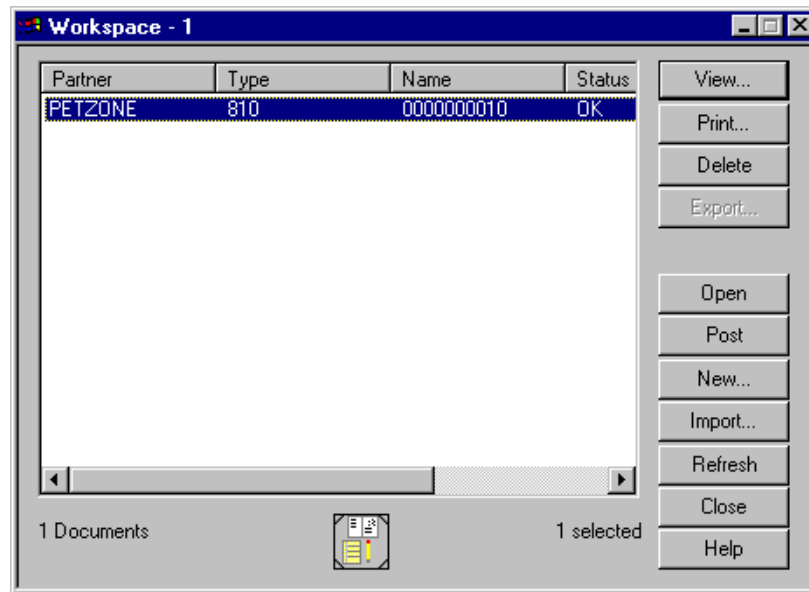 Workspace - 1
Partner Type Name Status
PETZONE 810 0000000010 OK
View...
Print...
Delete
Export...
Open
Post
New...
Import...
Refresh
Close
Help
1 Documents 1 selected